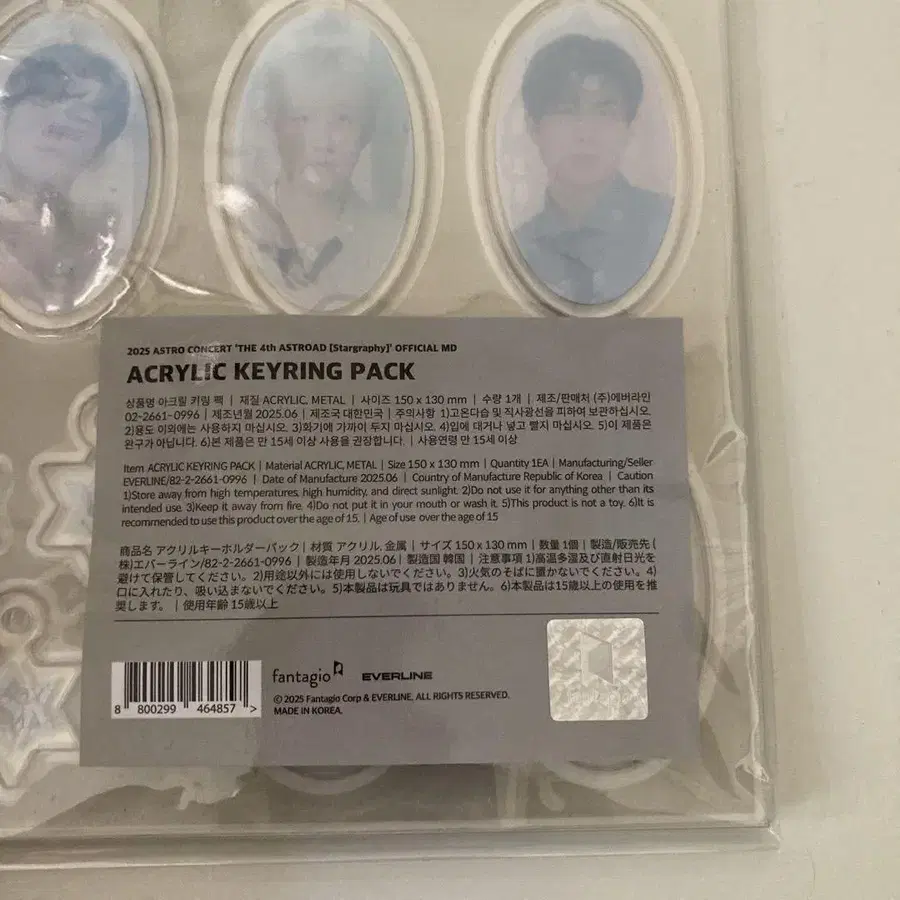 2025 ASTRO CONCERT 'THE 4th ASTROAD [Stargraphy]' OFFICIAL MD
ACRYLIC KEYRING PACK
상품명 아크릴 키링 팩 | 재질 ACRYLIC, METAL | 사이즈 150 x 130 mm | 수량 1개 | 제조/판매처 (주)에버라인
02-2661-0996 | 제조년월 2025.06 | 제조국 대한민국 | 주의사항 1)고온다습 및 직사광선을 피하여 보관하십시오.
2)용도 이외에는 사용하지 마십시오. 3)화기에 가까이 두지 마십시오. 4)입에 대거나 넣고 빨지 마십시오. 5)이 제품은
완구가 아닙니다. 6)본 제품은 만 15세 이상 사용을 권장합니다. | 사용연령 만 15세 이상
Item ACRYLIC KEYRING PACK | Material ACRYLIC, METAL | Size 150 x 130 mm | Quantity 1EA | Manufacturing/Seller
EVERLINE/82-2-2661-0996 | Date of Manufacture 2025.06 | Country of Manufacture Republic of Korea | Caution
1)Store away from high temperatures, high humidity, and direct sunlight. 2)Do not use it for anything other than its
intended use. 3)Keep it away from fire. 4)Do not put it in your mouth or wash it. 5)This product is not a toy. 6)It is
recommended to use this product over the age of 15. | Age of use over the age of 15
商品名 アクリルキーホルダーパック | 材質 アクリル, 金属 | サイズ 150 x 130 mm | 数量 1個 | 製造/販売先 (
株)エバーライン/82-2-2661-0996 | 製造年月 2025.06 | 製造国 韓国 | 注意事項 1)高温多湿及び直射日光を
避けて保管してください。2)用途以外には使用しないでください。3)火気のそばに置かないでください。4)
口に入れたり、吸い込まないでください。5)本製品は玩具ではありません。6)本製品は15歳以上の使用を推
奨します。 | 使用年齢 15歳以上
8 800299 464857 >
fantagio EVERLINE
© 2025 Fantagio Corp & EVERLINE. ALL RIGHTS RESERVED.
MADE IN KOREA.